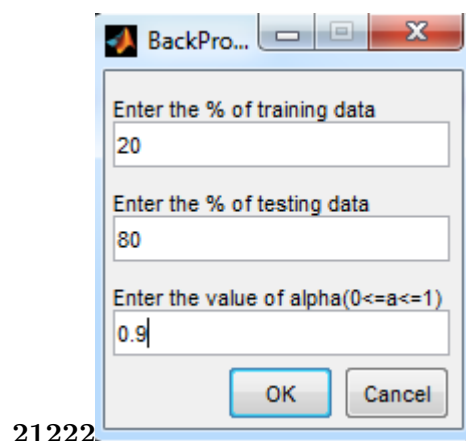 BackPro...
Enter the % of training data
20
Enter the % of testing data
80
Enter the value of alpha(0<=a<=1)
0.9
OK Cancel
21222